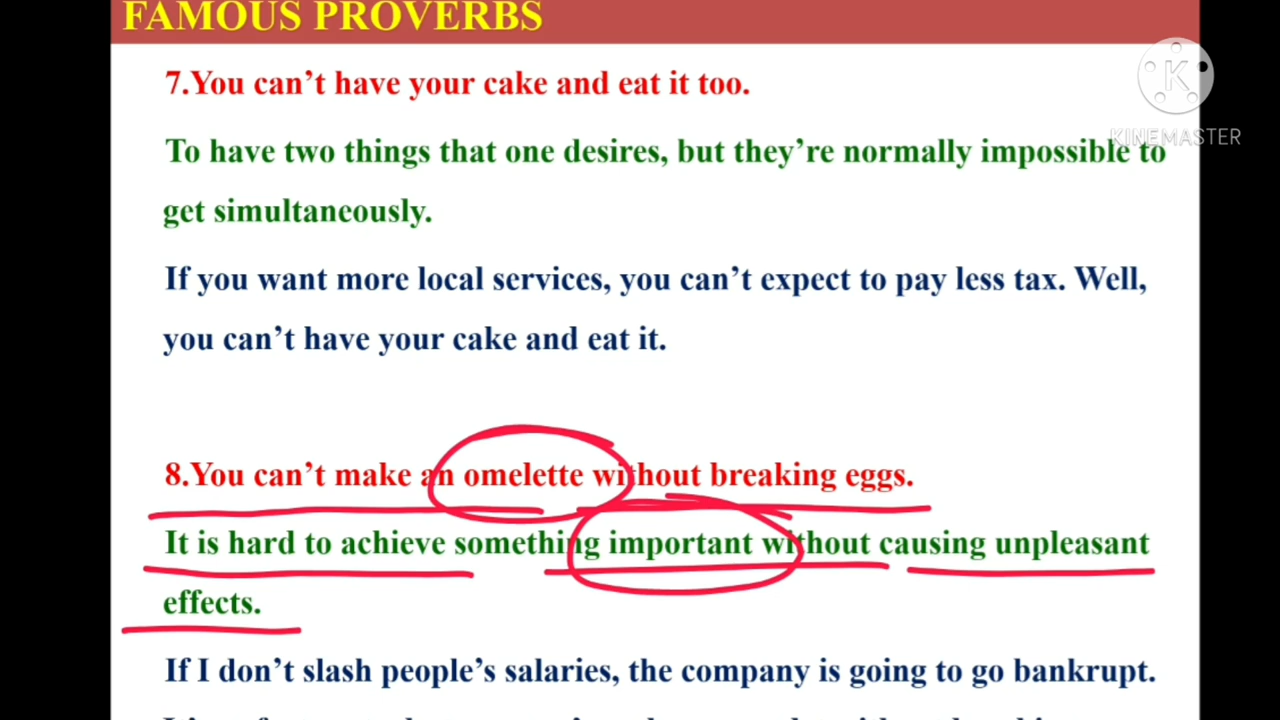 FAMOUS PROVERBS
K
KINEMASTER
7.You can't have your cake and eat it too.
To have two things that one desires, but they're normally impossible to
get simultaneously.
If you want more local services, you can't expect to pay less tax. Well,
you can't have your cake and eat it.
8.You can't make an omelette without breaking eggs.
It is hard to achieve something important without causing unpleasant
effects.
If I don't slash people's salaries, the company is going to go bankrupt.